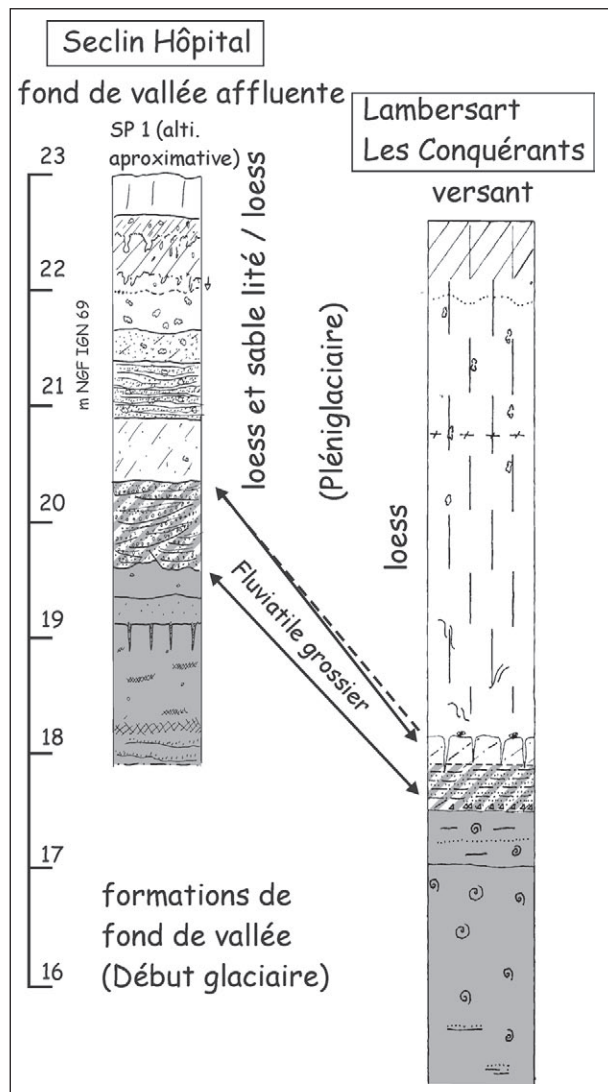 Seclin Hôpital
fond de vallée affluente
SP 1 (alti.
aproximative)
Lambersart
Les Conquérants
versant
23
22
21
20
19
18
17
16
m NGF IGN 69
loess et sable lité / loess
(Pléniglaciaire)
loess
Fluviatile grossier
formations de
fond de vallée
(Début glaciaire)